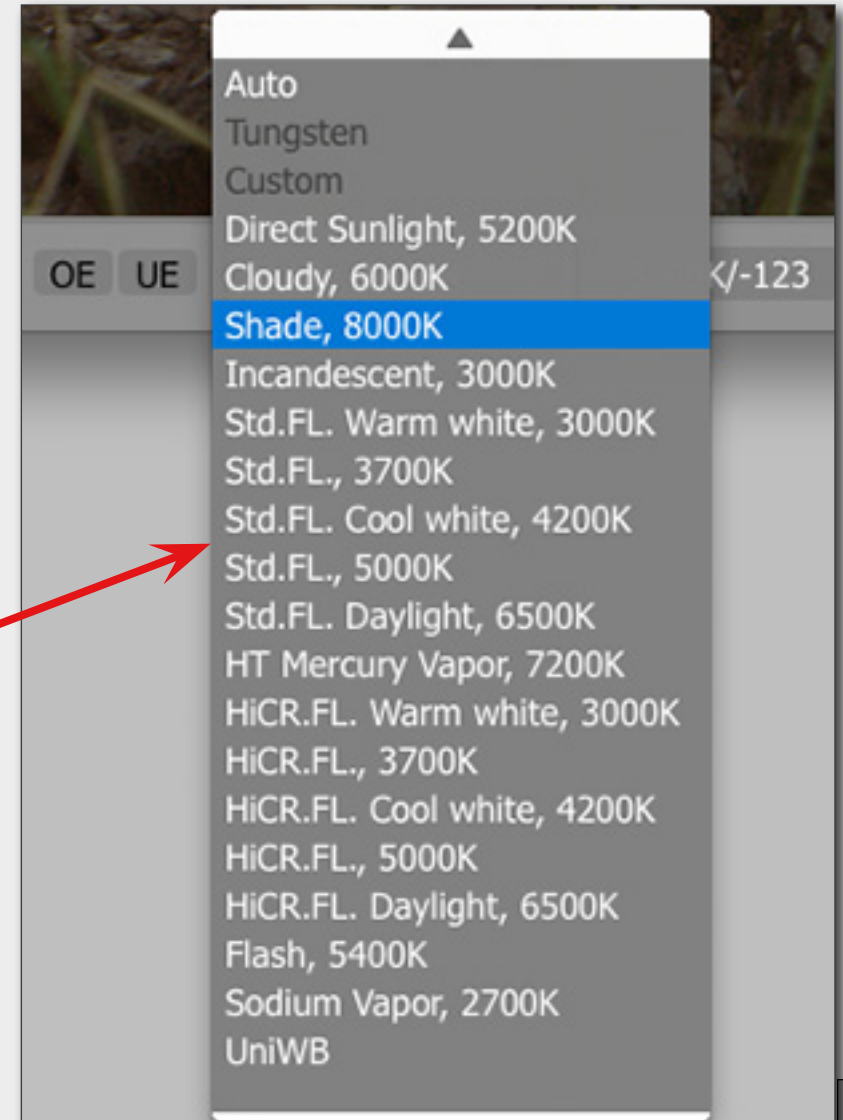 Auto
Tungsten
Custom
Direct Sunlight, 5200K
OE UE Cloudy, 6000K K/-123
Shade, 8000K
Incandescent, 3000K
Std.FL. Warm white, 3000K
Std.FL., 3700K
Std.FL. Cool white, 4200K
Std.FL., 5000K
Std.FL. Daylight, 6500K
HT Mercury Vapor, 7200K
HiCR.FL. Warm white, 3000K
HiCR.FL., 3700K
HiCR.FL. Cool white, 4200K
HiCR.FL., 5000K
HiCR.FL. Daylight, 6500K
Flash, 5400K
Sodium Vapor, 2700K
UniWB